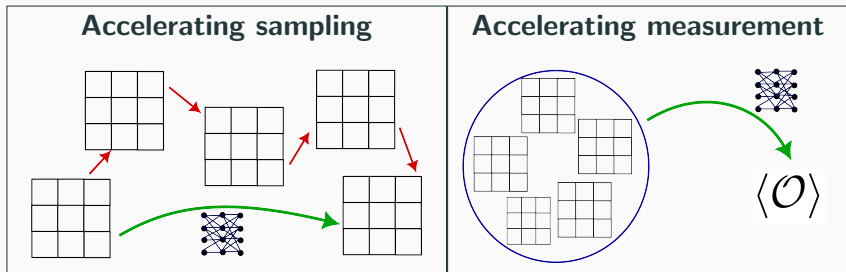 Accelerating sampling
Accelerating measurement
⟨𝒪⟩